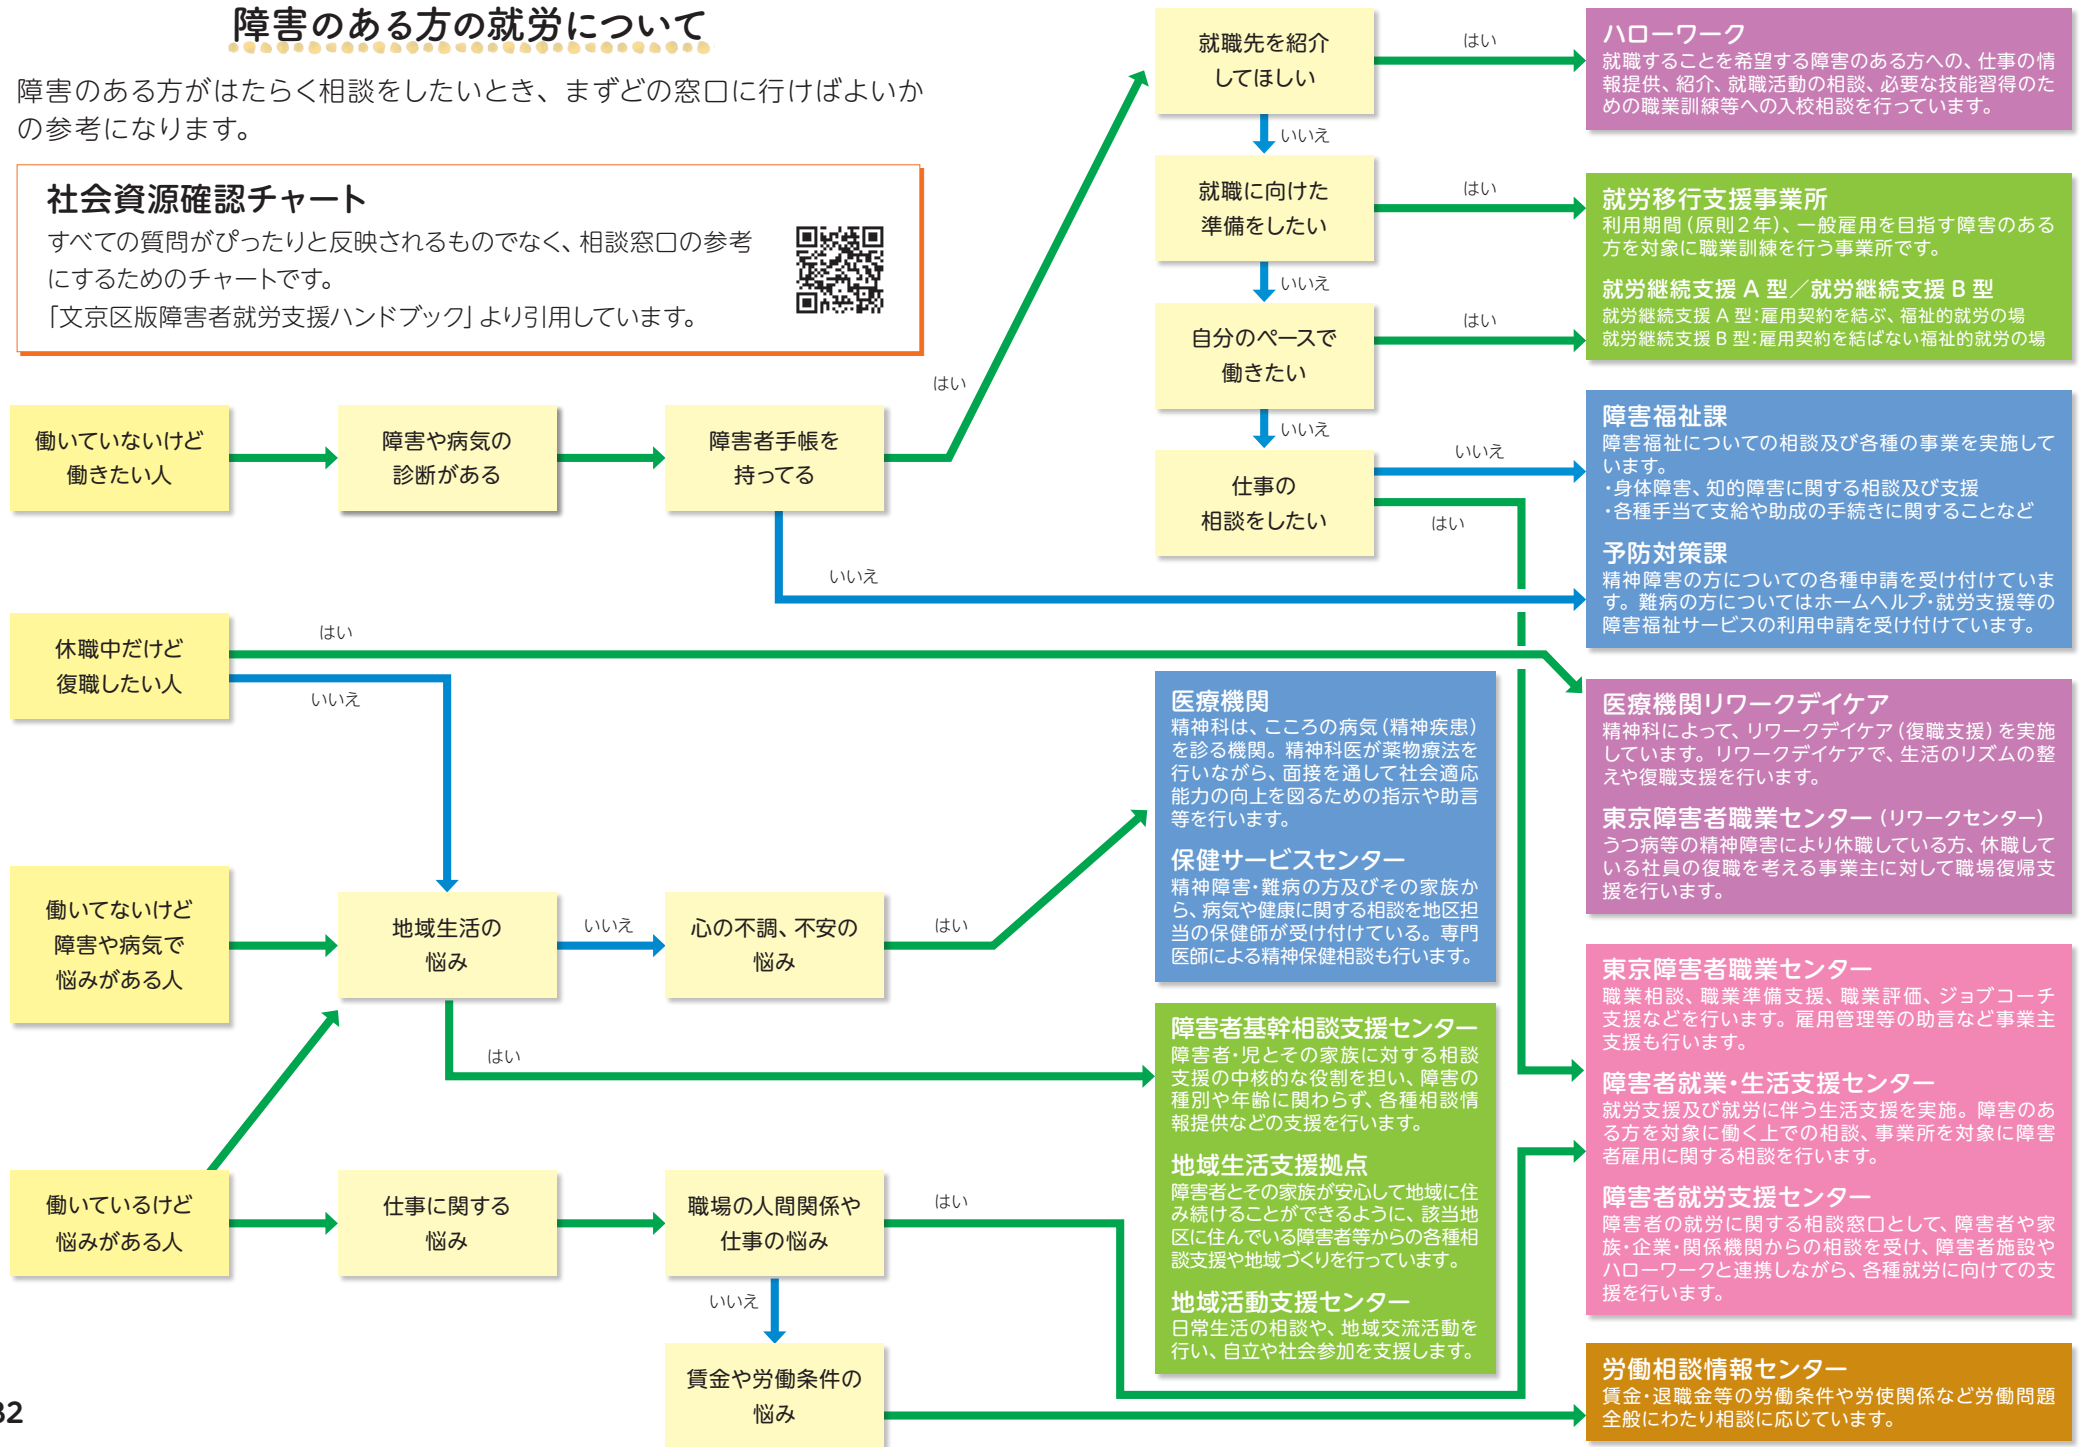 障害のある方の就労について
障害のある方がはたらく相談をしたいとき、まずどの窓口に行けばよいか
の参考になります。
社会資源確認チャート
すべての質問がぴったりと反映されるものでなく、相談窓口の参考
にするためのチャートです。
「文京区版障害者就労支援ハンドブック」より引用しています。
働いていないけど
働きたい人
障害や病気の
診断がある
障害者手帳を
持ってる
はい
いいえ
就職先を紹介
してほしい
はい
いいえ
就職に向けた
準備をしたい
はい
いいえ
自分のペースで
働きたい
はい
いいえ
仕事の
相談をしたい
いいえ
はい
ハローワーク
就職することを希望する障害のある方への、仕事の情
報提供、紹介、就職活動の相談、必要な技能習得のた
めの職業訓練等への入校相談を行っています。
就労移行支援事業所
利用期間(原則2年)、一般雇用を目指す障害のある
方を対象に職業訓練を行う事業所です。
就労継続支援 A 型/就労継続支援 B 型
就労継続支援 A 型:雇用契約を結ぶ、福祉的就労の場
就労継続支援 B 型:雇用契約を結ばない福祉的就労の場
障害福祉課
障害福祉についての相談及び各種の事業を実施して
います。
・身体障害、知的障害に関する相談及び支援
・各種手当て支給や助成の手続きに関することなど
予防対策課
精神障害の方についての各種申請を受け付けていま
す。難病の方についてはホームヘルプ・就労支援等の
障害福祉サービスの利用申請を受け付けています。
休職中だけど
復職したい人
はい
いいえ
医療機関リワークデイケア
精神科によって、リワークデイケア(復職支援)を実施
しています。リワークデイケアで、生活のリズムの整
えや復職支援を行います。
東京障害者職業センター(リワークセンター)
うつ病等の精神障害により休職している方、休職して
いる社員の復職を考える事業主に対して職場復帰支
援を行います。
働いてないけど
障害や病気で
悩みがある人
地域生活の
悩み
いいえ
はい
心の不調、不安の
悩み
はい
医療機関
精神科は、こころの病気(精神疾患)
を診る機関。精神科医が薬物療法を
行いながら、面接を通して社会適応
能力の向上を図るための指示や助言
等を行います。
保健サービスセンター
精神障害・難病の方及びその家族か
ら、病気や健康に関する相談を地区担
当の保健師が受け付けている。専門
医師による精神保健相談も行います。
障害者基幹相談支援センター
障害者・児とその家族に対する相談
支援の中核的な役割を担い、障害の
種別や年齢に関わらず、各種相談情
報提供などの支援を行います。
地域生活支援拠点
障害者とその家族が安心して地域に住
み続けることができるように、該当地
区に住んでいる障害者等からの各種相
談支援や地域づくりを行っています。
地域活動支援センター
日常生活の相談や、地域交流活動を
行い、自立や社会参加を支援します。
東京障害者職業センター
職業相談、職業準備支援、職業評価、ジョブコーチ
支援などを行います。雇用管理等の助言など事業主
支援も行います。
障害者就業・生活支援センター
就労支援及び就労に伴う生活支援を実施。障害のあ
る方を対象に働く上での相談、事業所を対象に障害
者雇用に関する相談を行います。
障害者就労支援センター
障害者の就労に関する相談窓口として、障害者や家
族・企業・関係機関からの相談を受け、障害者施設や
ハローワークと連携しながら、各種就労に向けての支
援を行います。
働いているけど
悩みがある人
仕事に関する
悩み
職場の人間関係や
仕事の悩み
はい
いいえ
賃金や労働条件の
悩み
労働相談情報センター
賃金・退職金等の労働条件や労使関係など労働問題
全般にわたり相談に応じています。
32